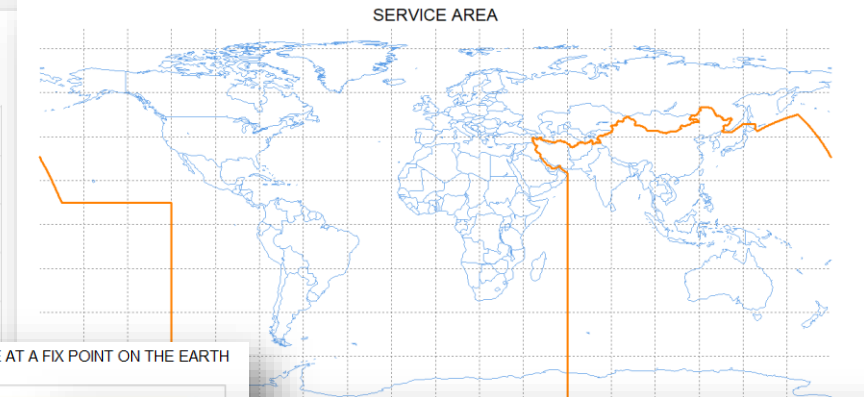 SERVICE AREA
AT A FIX POINT ON THE EARTH